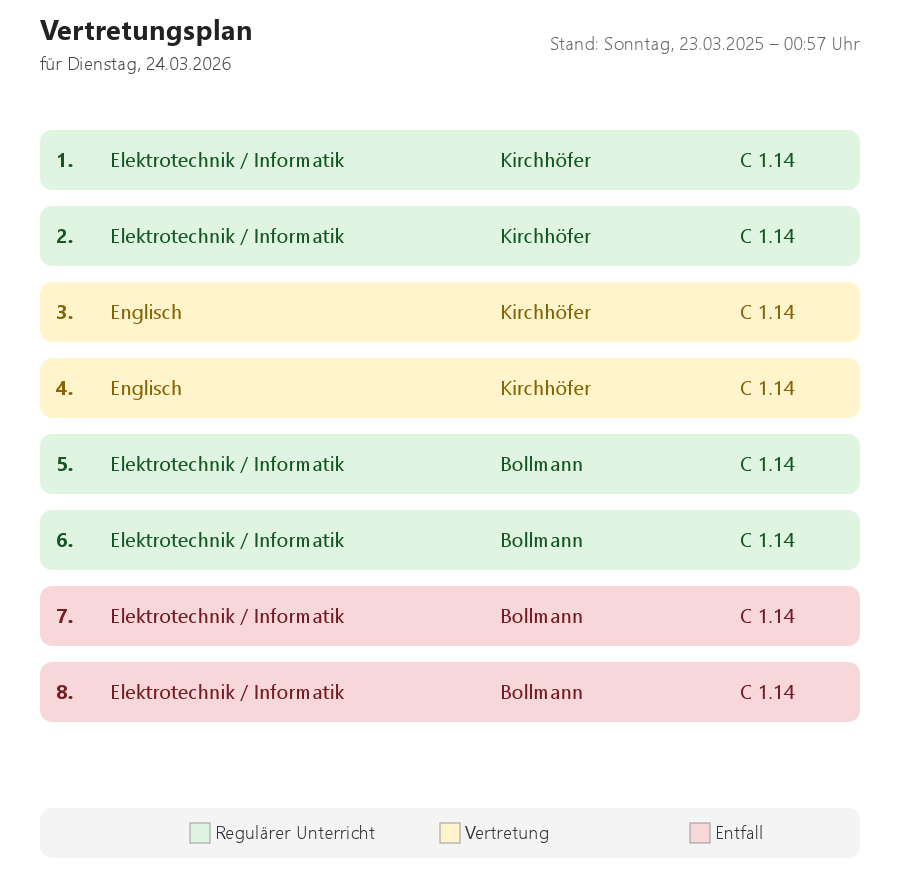 Vertretungsplan
für Dienstag, 24.03.2026
Stand: Sonntag, 23.03.2025 – 00:57 Uhr
1. Elektrotechnik / Informatik Kirchhöfer C 1.14
2. Elektrotechnik / Informatik Kirchhöfer C 1.14
3. Englisch Kirchhöfer C 1.14
4. Englisch Kirchhöfer C 1.14
5. Elektrotechnik / Informatik Bollmann C 1.14
6. Elektrotechnik / Informatik Bollmann C 1.14
7. Elektrotechnik / Informatik Bollmann C 1.14
8. Elektrotechnik / Informatik Bollmann C 1.14
Regulärer Unterricht Vertretung Entfall